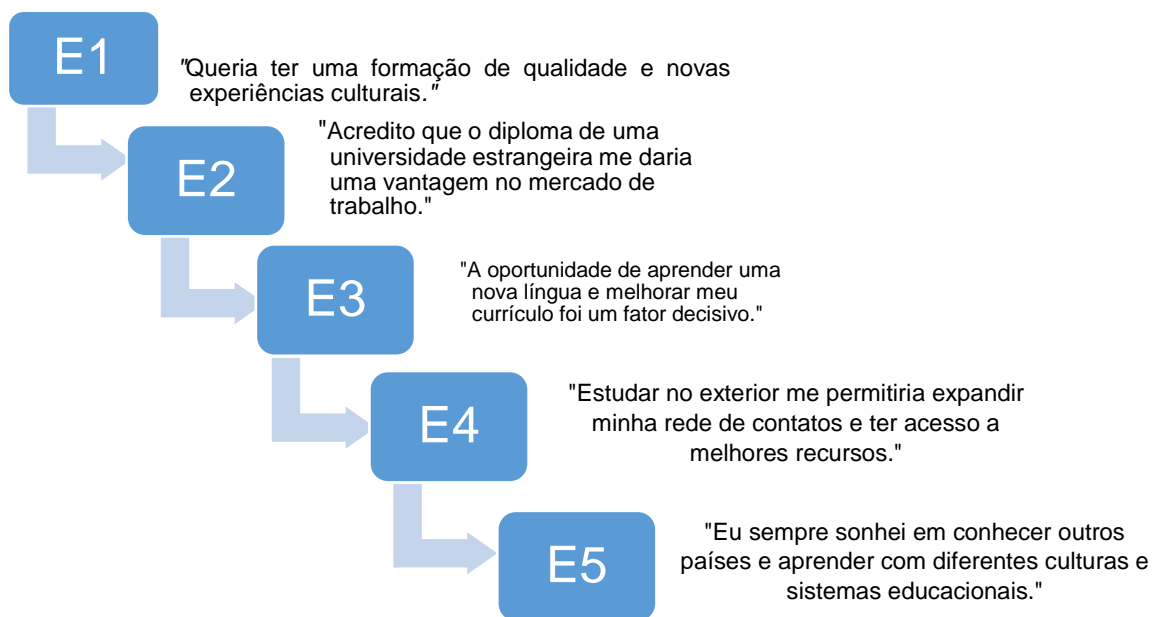 E1
"Queria ter uma formação de qualidade e novas
experiências culturais."
E2
"Acredito que o diploma de uma
universidade estrangeira me daria
uma vantagem no mercado de
trabalho."
E3
"A oportunidade de aprender uma
nova língua e melhorar meu
currículo foi um fator decisivo."
E4
"Estudar no exterior me permitiria expandir
minha rede de contatos e ter acesso a
melhores recursos."
E5
"Eu sempre sonhei em conhecer outros
países e aprender com diferentes culturas e
sistemas educacionais."